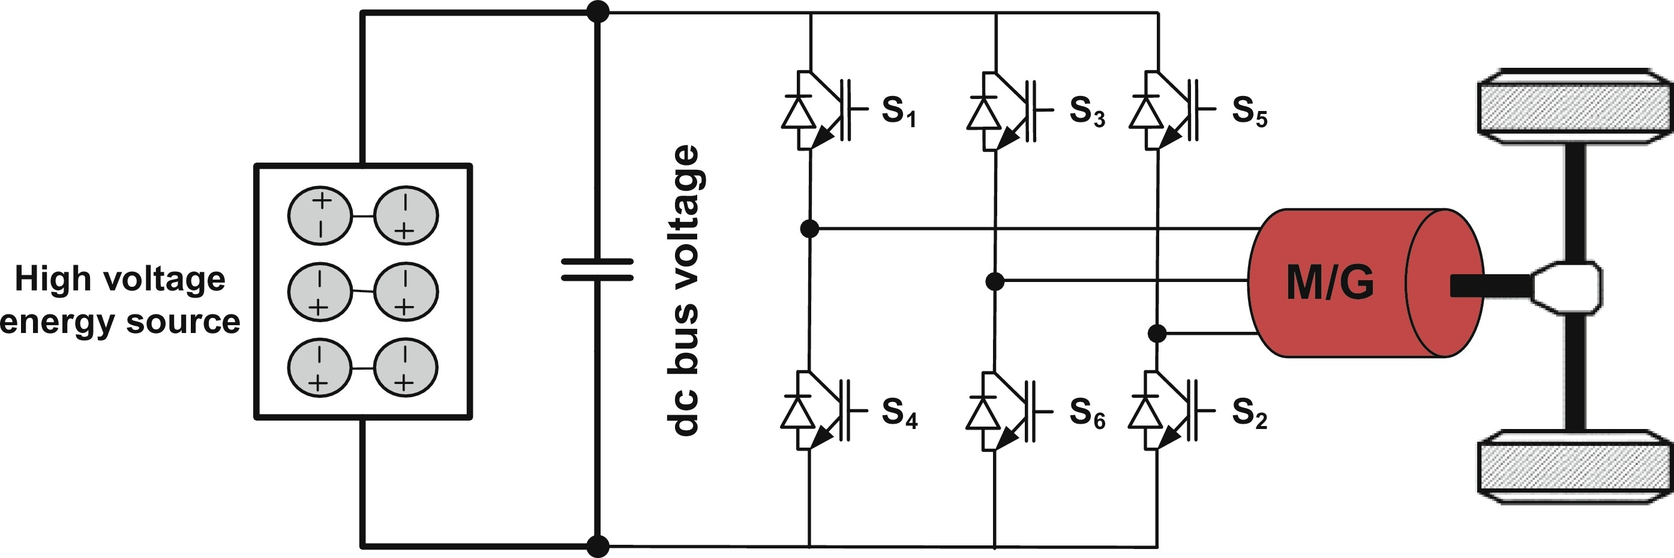 High voltage
energy source
dc bus voltage
S1
S3
S5
S4
S6
S2
M/G